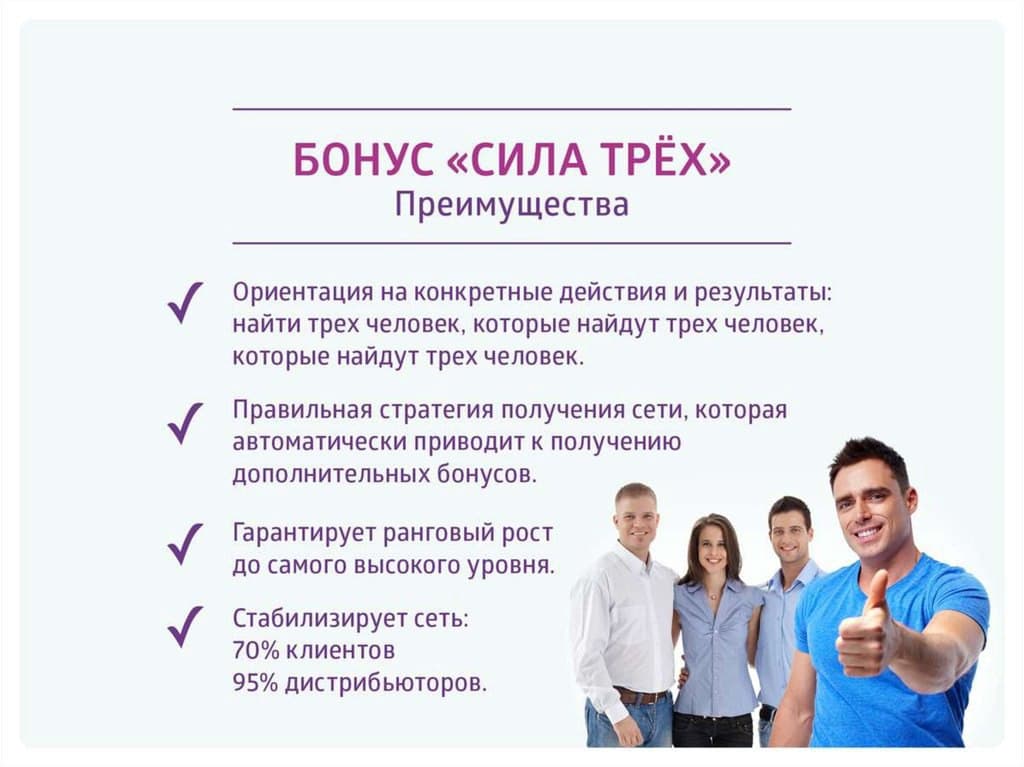 БОНУС «СИЛА ТРЁХ»
Преимущества
Ориентация на конкретные действия и результаты:
найти трех человек, которые найдут трех человек,
которые найдут трех человек.
Правильная стратегия получения сети, которая
автоматически приводит к получению
дополнительных бонусов.
Гарантирует ранговый рост
до самого высокого уровня.
Стабилизирует сеть:
70% клиентов
95% дистрибьюторов.